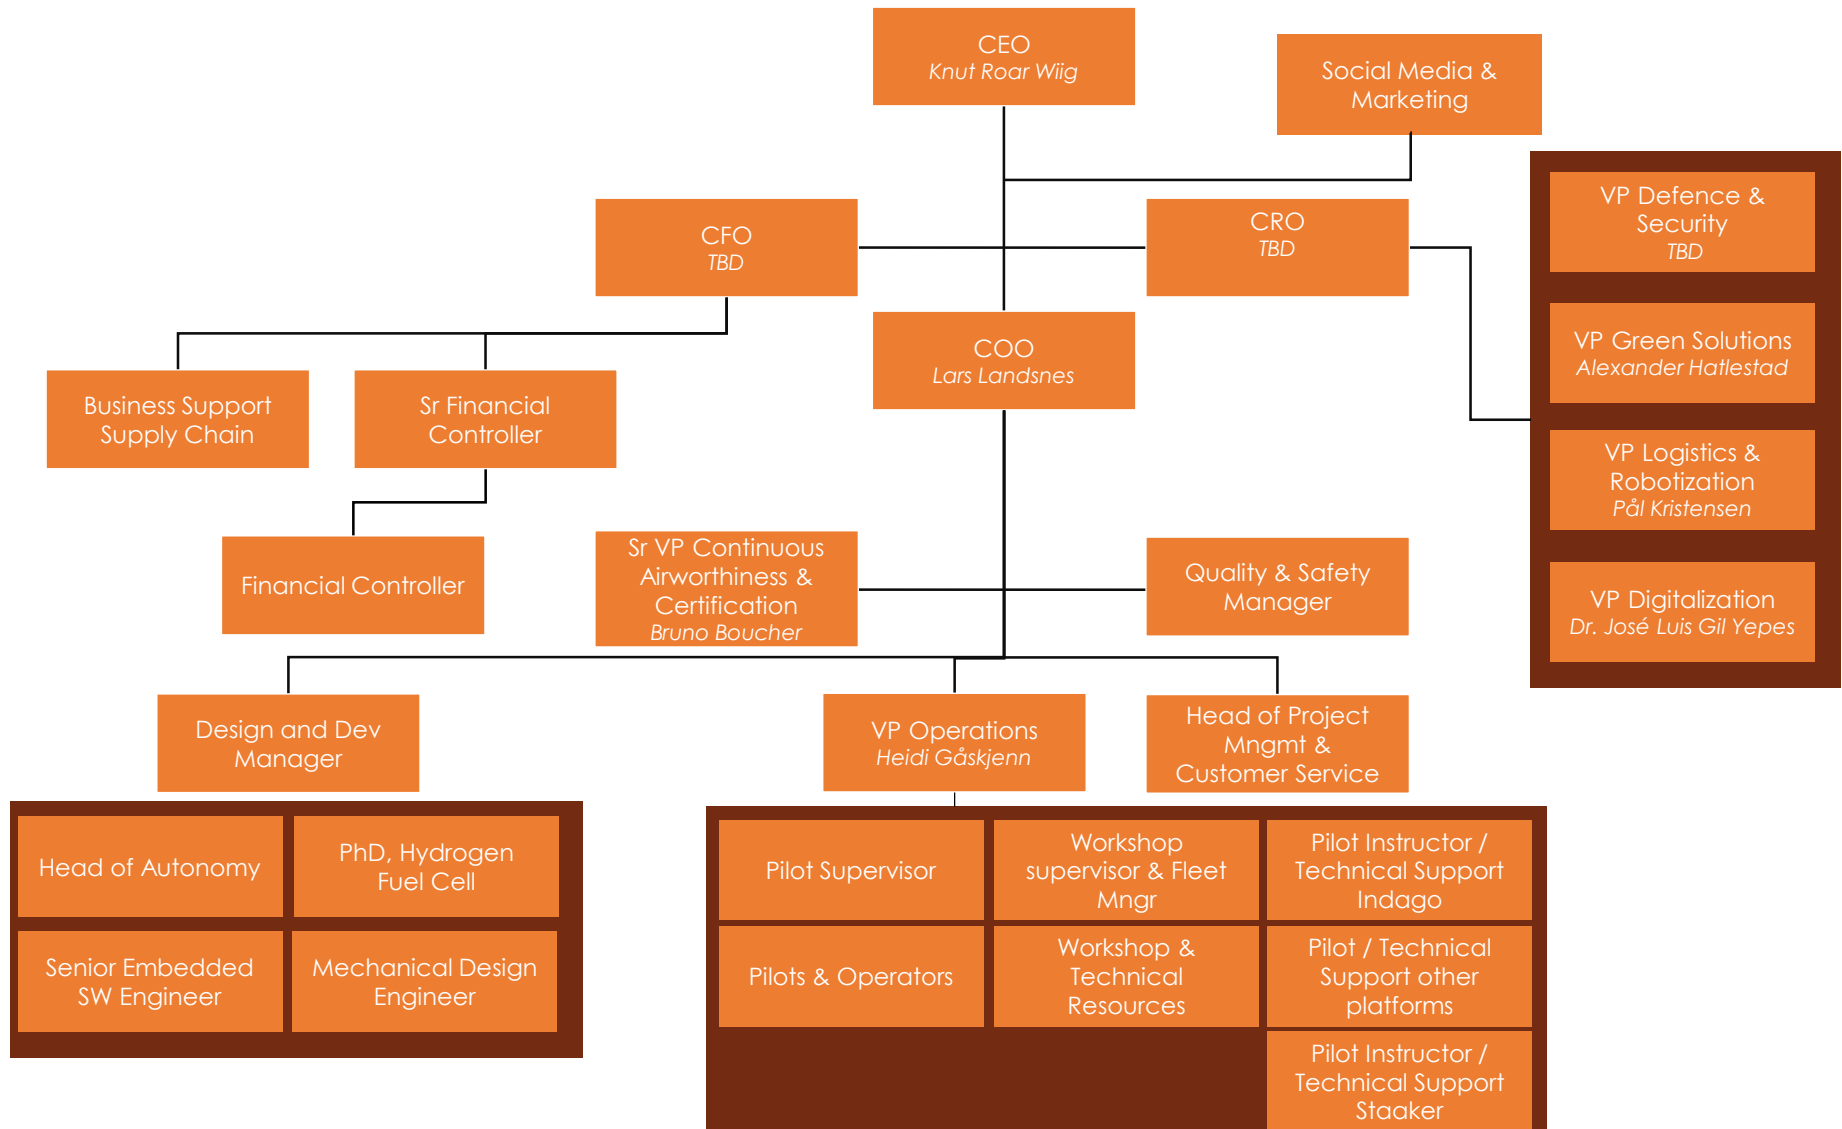 CEO
Knut Roar Wiig
Social Media &
Marketing
CFO
TBD
CRO
TBD
VP Defence &
Security
TBD
VP Green Solutions
Alexander Hatlestad
VP Logistics &
Robotization
Pål Kristensen
VP Digitalization
Dr. José Luis Gil Yepes
COO
Lars Landsnes
Business Support
Supply Chain
Sr Financial
Controller
Financial Controller
Sr VP Continuous
Airworthiness &
Certification
Bruno Boucher
Quality & Safety
Manager
Design and Dev
Manager
VP Operations
Heidi Gåskjenn
Head of Project
Mngmt &
Customer Service
Head of Autonomy
PhD, Hydrogen
Fuel Cell
Senior Embedded
SW Engineer
Mechanical Design
Engineer
Pilot Supervisor
Workshop
supervisor & Fleet
Mngr
Pilot Instructor /
Technical Support
Indago
Pilots & Operators
Workshop &
Technical
Resources
Pilot / Technical
Support other
platforms
Pilot Instructor /
Technical Support
Staaker